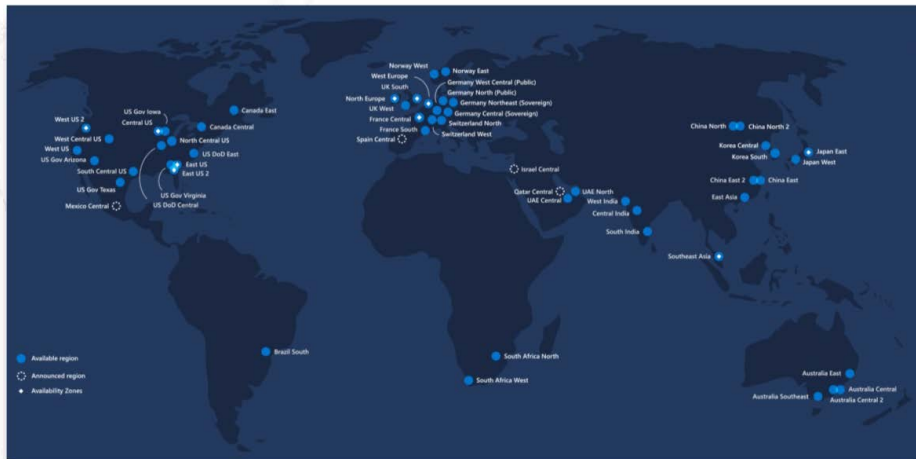 Norway West
Norway East
West Europe
Germany West Central (Public)
UK South
Germany North (Public)
North Europe
Germany Northeast (Sovereign)
UK West
Germany Central (Sovereign)
France Central
Switzerland North
France South
Switzerland West
Spain Central
US Gov Iowa
Canada East
West US 2
Central US
Canada Central
West Central US
North Central US
West US
US DoD East
US Gov Arizona
East US
South Central US
East US 2
US Gov Texas
US Gov Virginia
Mexico Central
US DoD Central
Israel Central
Qatar Central
UAE North
UAE Central
West India
Central India
South India
China North
China North 2
Korea Central
Japan East
Korea South
Japan West
China East 2
China East
East Asia
Southeast Asia
Brazil South
South Africa North
South Africa West
Australia East
Australia Central
Australia Southeast
Australia Central 2
Available region
Announced region
Availability Zones